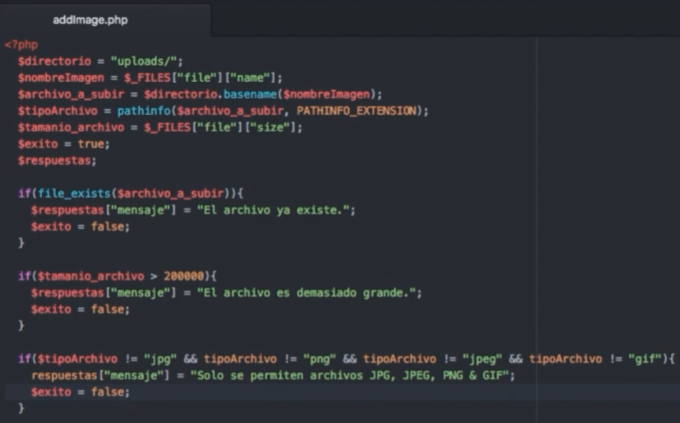 addImage.php
<?php
$directorio = "uploads/";
$nombreImagen = $_FILES["file"]["name"];
$archivo_a_subir = $directorio.basename($nombreImagen);
$tipoArchivo = pathinfo($archivo_a_subir, PATHINFO_EXTENSION);
$tamanio_archivo = $_FILES["file"]["size"];
$exito = true;
$respuestas;
if(file_exists($archivo_a_subir)){
$respuestas["mensaje"] = "El archivo ya existe.";
$exito = false;
}
if($tamanio_archivo > 200000){
$respuestas["mensaje"] = "El archivo es demasiado grande.";
$exito = false;
}
if($tipoArchivo != "jpg" && tipoArchivo != "png" && tipoArchivo != "jpeg" && tipoArchivo != "gif"){
respuestas["mensaje"] = "Solo se permiten archivos JPG, JPEG, PNG & GIF";
$exito = false;
}